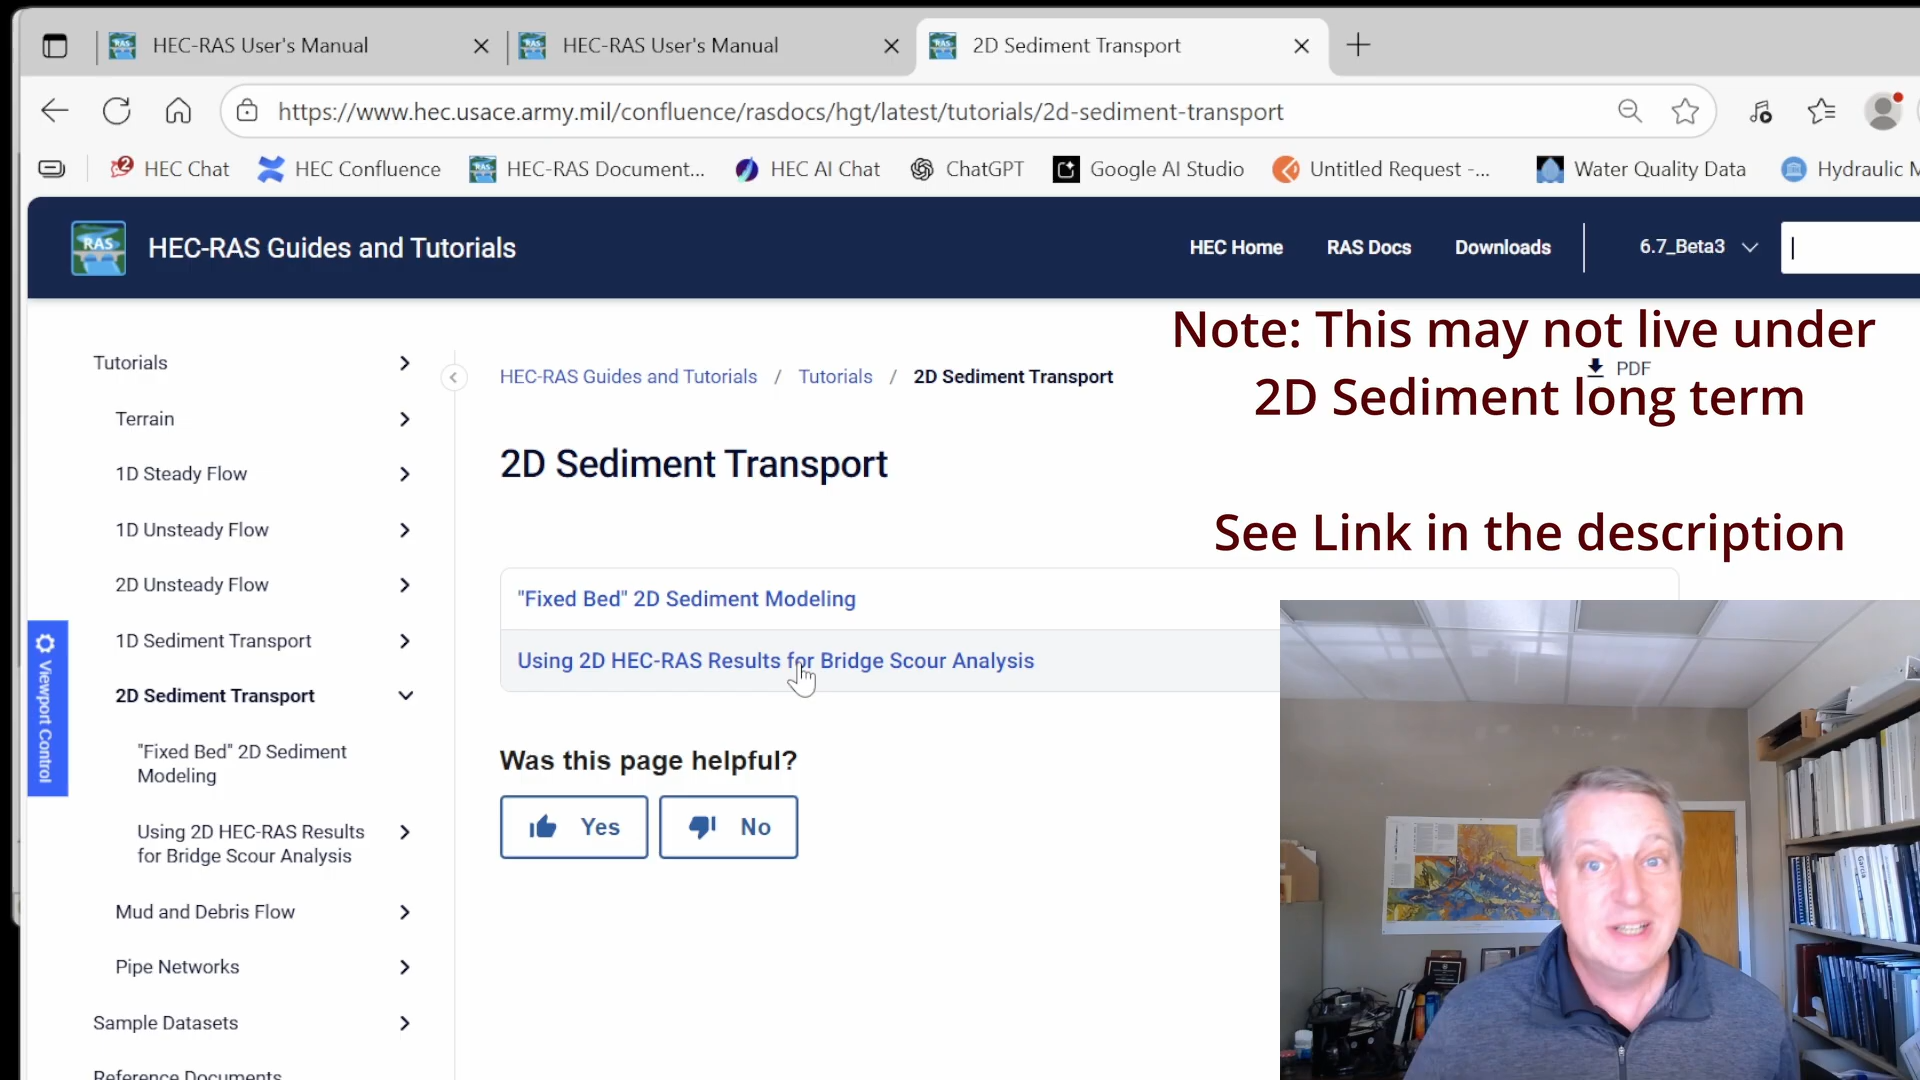 HEC-RAS User's Manual
HEC-RAS User's Manual
2D Sediment Transport
https://www.hec.usace.army.mil/confluence/rasdocs/hgt/latest/tutorials/2d-sediment-transport
2
HEC Chat
HEC Confluence
HEC-RAS Document...
HEC AI Chat
ChatGPT
Google AI Studio
Untitled Request -...
Water Quality Data
Hydraulic M
RAS
HEC-RAS Guides and Tutorials
HEC Home
RAS Docs
Downloads
6.7_Beta3
Note: This may not live under
2D Sediment long term
See Link in the description
PDF
Tutorials
Terrain
1D Steady Flow
1D Unsteady Flow
2D Unsteady Flow
1D Sediment Transport
2D Sediment Transport
"Fixed Bed" 2D Sediment
Modeling
Using 2D HEC-RAS Results
for Bridge Scour Analysis
Mud and Debris Flow
Pipe Networks
Sample Datasets
Reference Documents
Viewport Control
HEC-RAS Guides and Tutorials / Tutorials / 2D Sediment Transport
2D Sediment Transport
"Fixed Bed" 2D Sediment Modeling
Using 2D HEC-RAS Results for Bridge Scour Analysis
Was this page helpful?
Yes
No
Garcia